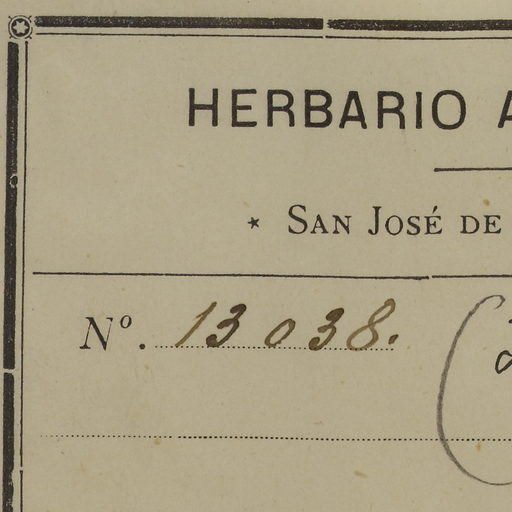 HERBARIO
* SAN JOSÉ DE
Nº. 13038.